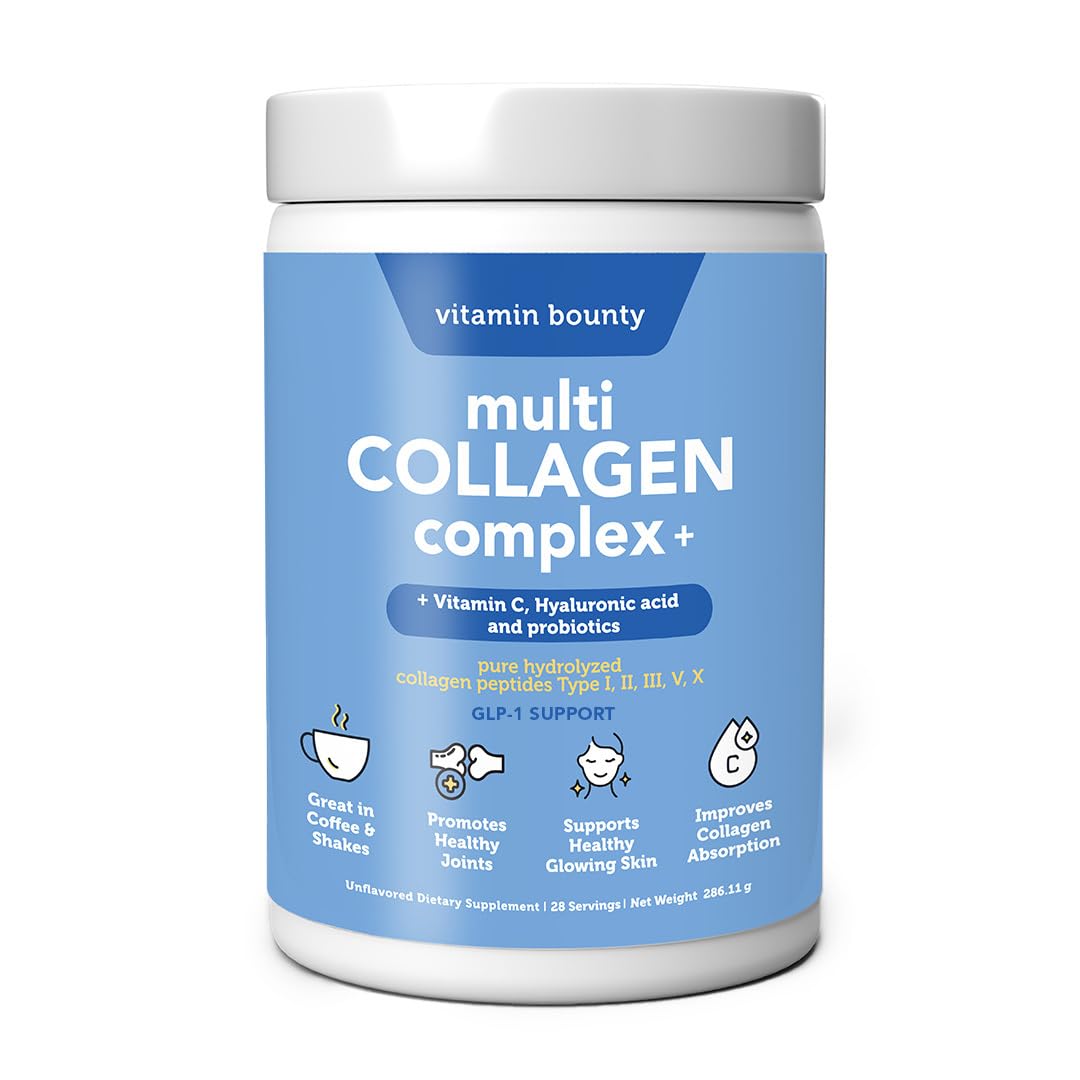 vitamin bounty
multi
COLLAGEN
complex +
+ Vitamin C, Hyaluronic acid
and probiotics
pure hydrolyzed
collagen peptides Type I, II, III, V, X
GLP-1 SUPPORT
Great in
Coffee &
Shakes
Promotes
Healthy
Joints
Supports
Healthy
Glowing Skin
C
Improves
Collagen
Absorption
Unflavored Dietary Supplement | 28 Servings | Net Weight 286.11 g